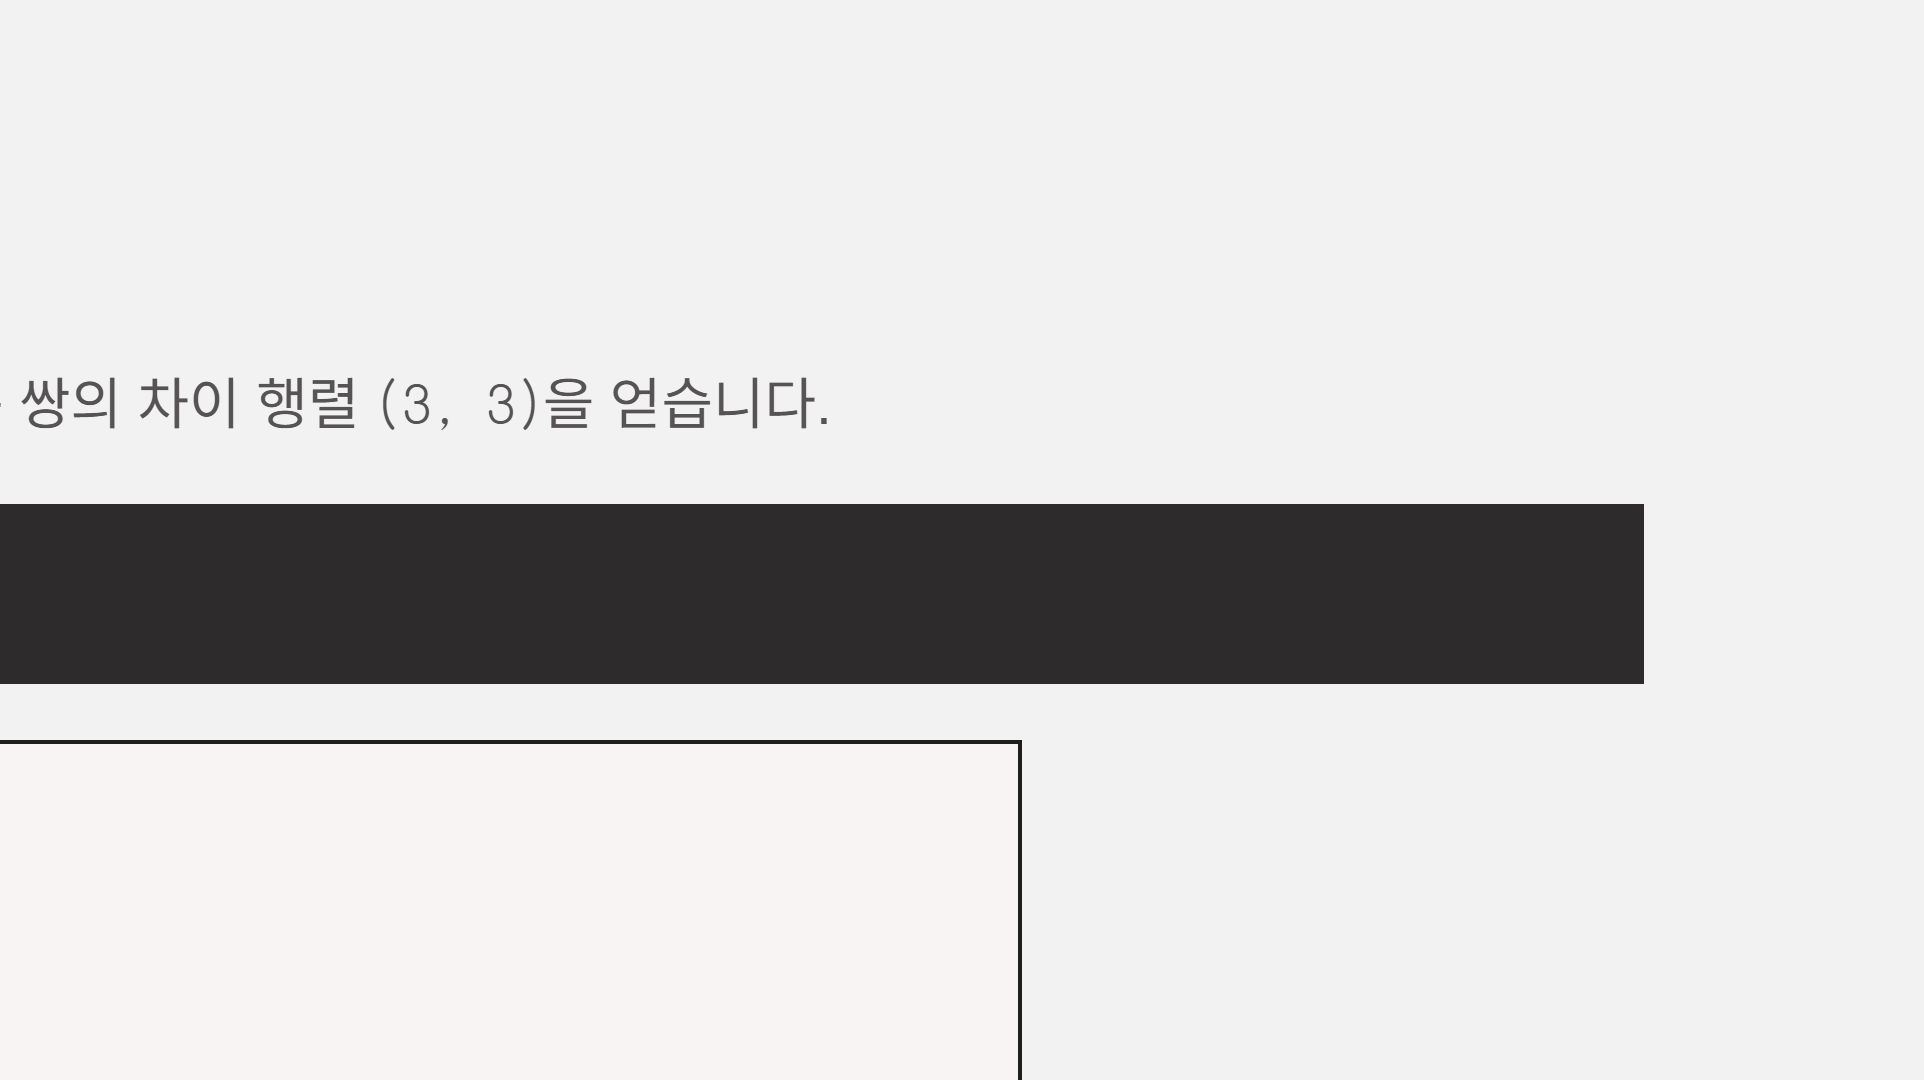 쌍의 차이 행렬 (3, 3)을 얻습니다.